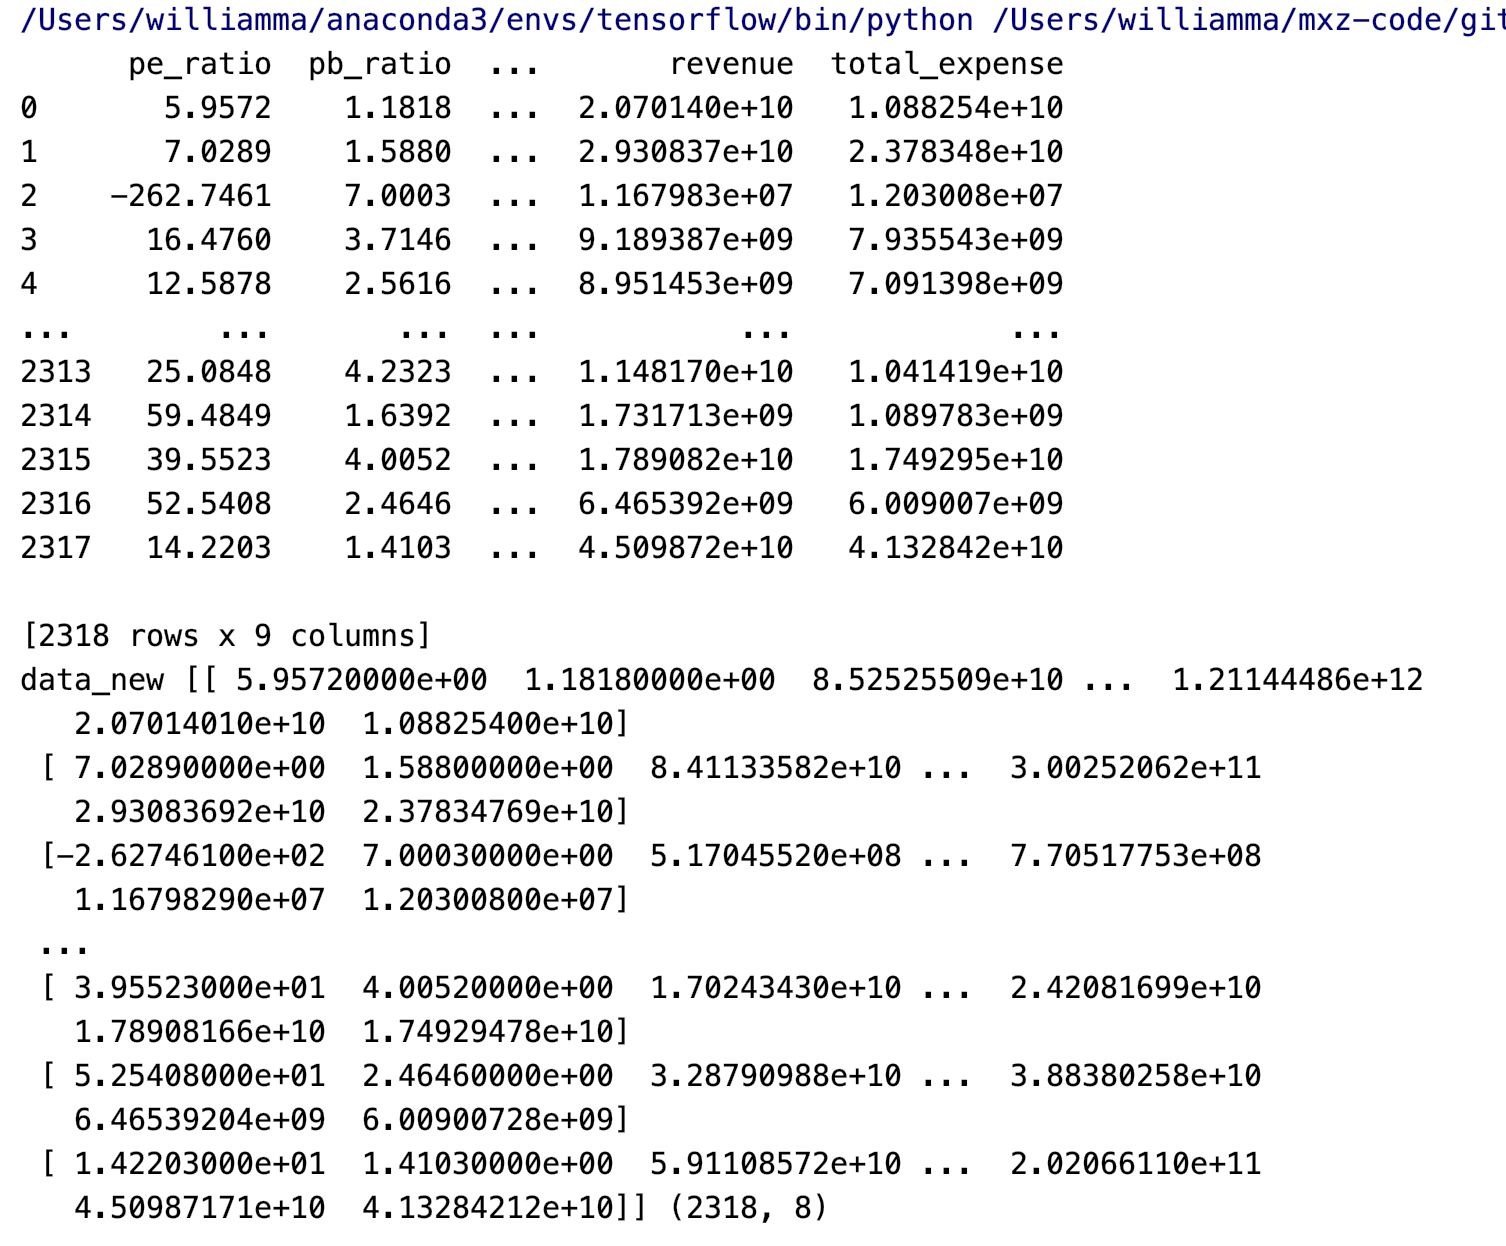 /Users/williamma/anaconda3/envs/tensorflow/bin/python /Users/williamma/mxz-code/git
pe_ratio pb_ratio ... revenue total_expense
0 5.9572 1.1818 ... 2.070140e+10 1.088254e+10
1 7.0289 1.5880 ... 2.930837e+10 2.378348e+10
2 -262.7461 7.0003 ... 1.167983e+07 1.203008e+07
3 16.4760 3.7146 ... 9.189387e+09 7.935543e+09
4 12.5878 2.5616 ... 8.951453e+09 7.091398e+09
... ... ... ... ... ...
2313 25.0848 4.2323 ... 1.148170e+10 1.041419e+10
2314 59.4849 1.6392 ... 1.731713e+09 1.089783e+09
2315 39.5523 4.0052 ... 1.789082e+10 1.749295e+10
2316 52.5408 2.4646 ... 6.465392e+09 6.009007e+09
2317 14.2203 1.4103 ... 4.509872e+10 4.132842e+10
[2318 rows x 9 columns]
data_new [[ 5.95720000e+00 1.18180000e+00 8.52525509e+10 ... 1.21144486e+12
2.07014010e+10 1.08825400e+10]
[ 7.02890000e+00 1.58800000e+00 8.41133582e+10 ... 3.00252062e+11
2.93083692e+10 2.37834769e+10]
[-2.62746100e+02 7.00030000e+00 5.17045520e+08 ... 7.70517753e+08
1.16798290e+07 1.20300800e+07]
...
[ 3.95523000e+01 4.00520000e+00 1.70243430e+10 ... 2.42081699e+10
1.78908166e+10 1.74929478e+10]
[ 5.25408000e+01 2.46460000e+00 3.28790988e+10 ... 3.88380258e+10
6.46539204e+09 6.00900728e+09]
[ 1.42203000e+01 1.41030000e+00 5.91108572e+10 ... 2.02066110e+11
4.50987171e+10 4.13284212e+10]] (2318, 8)